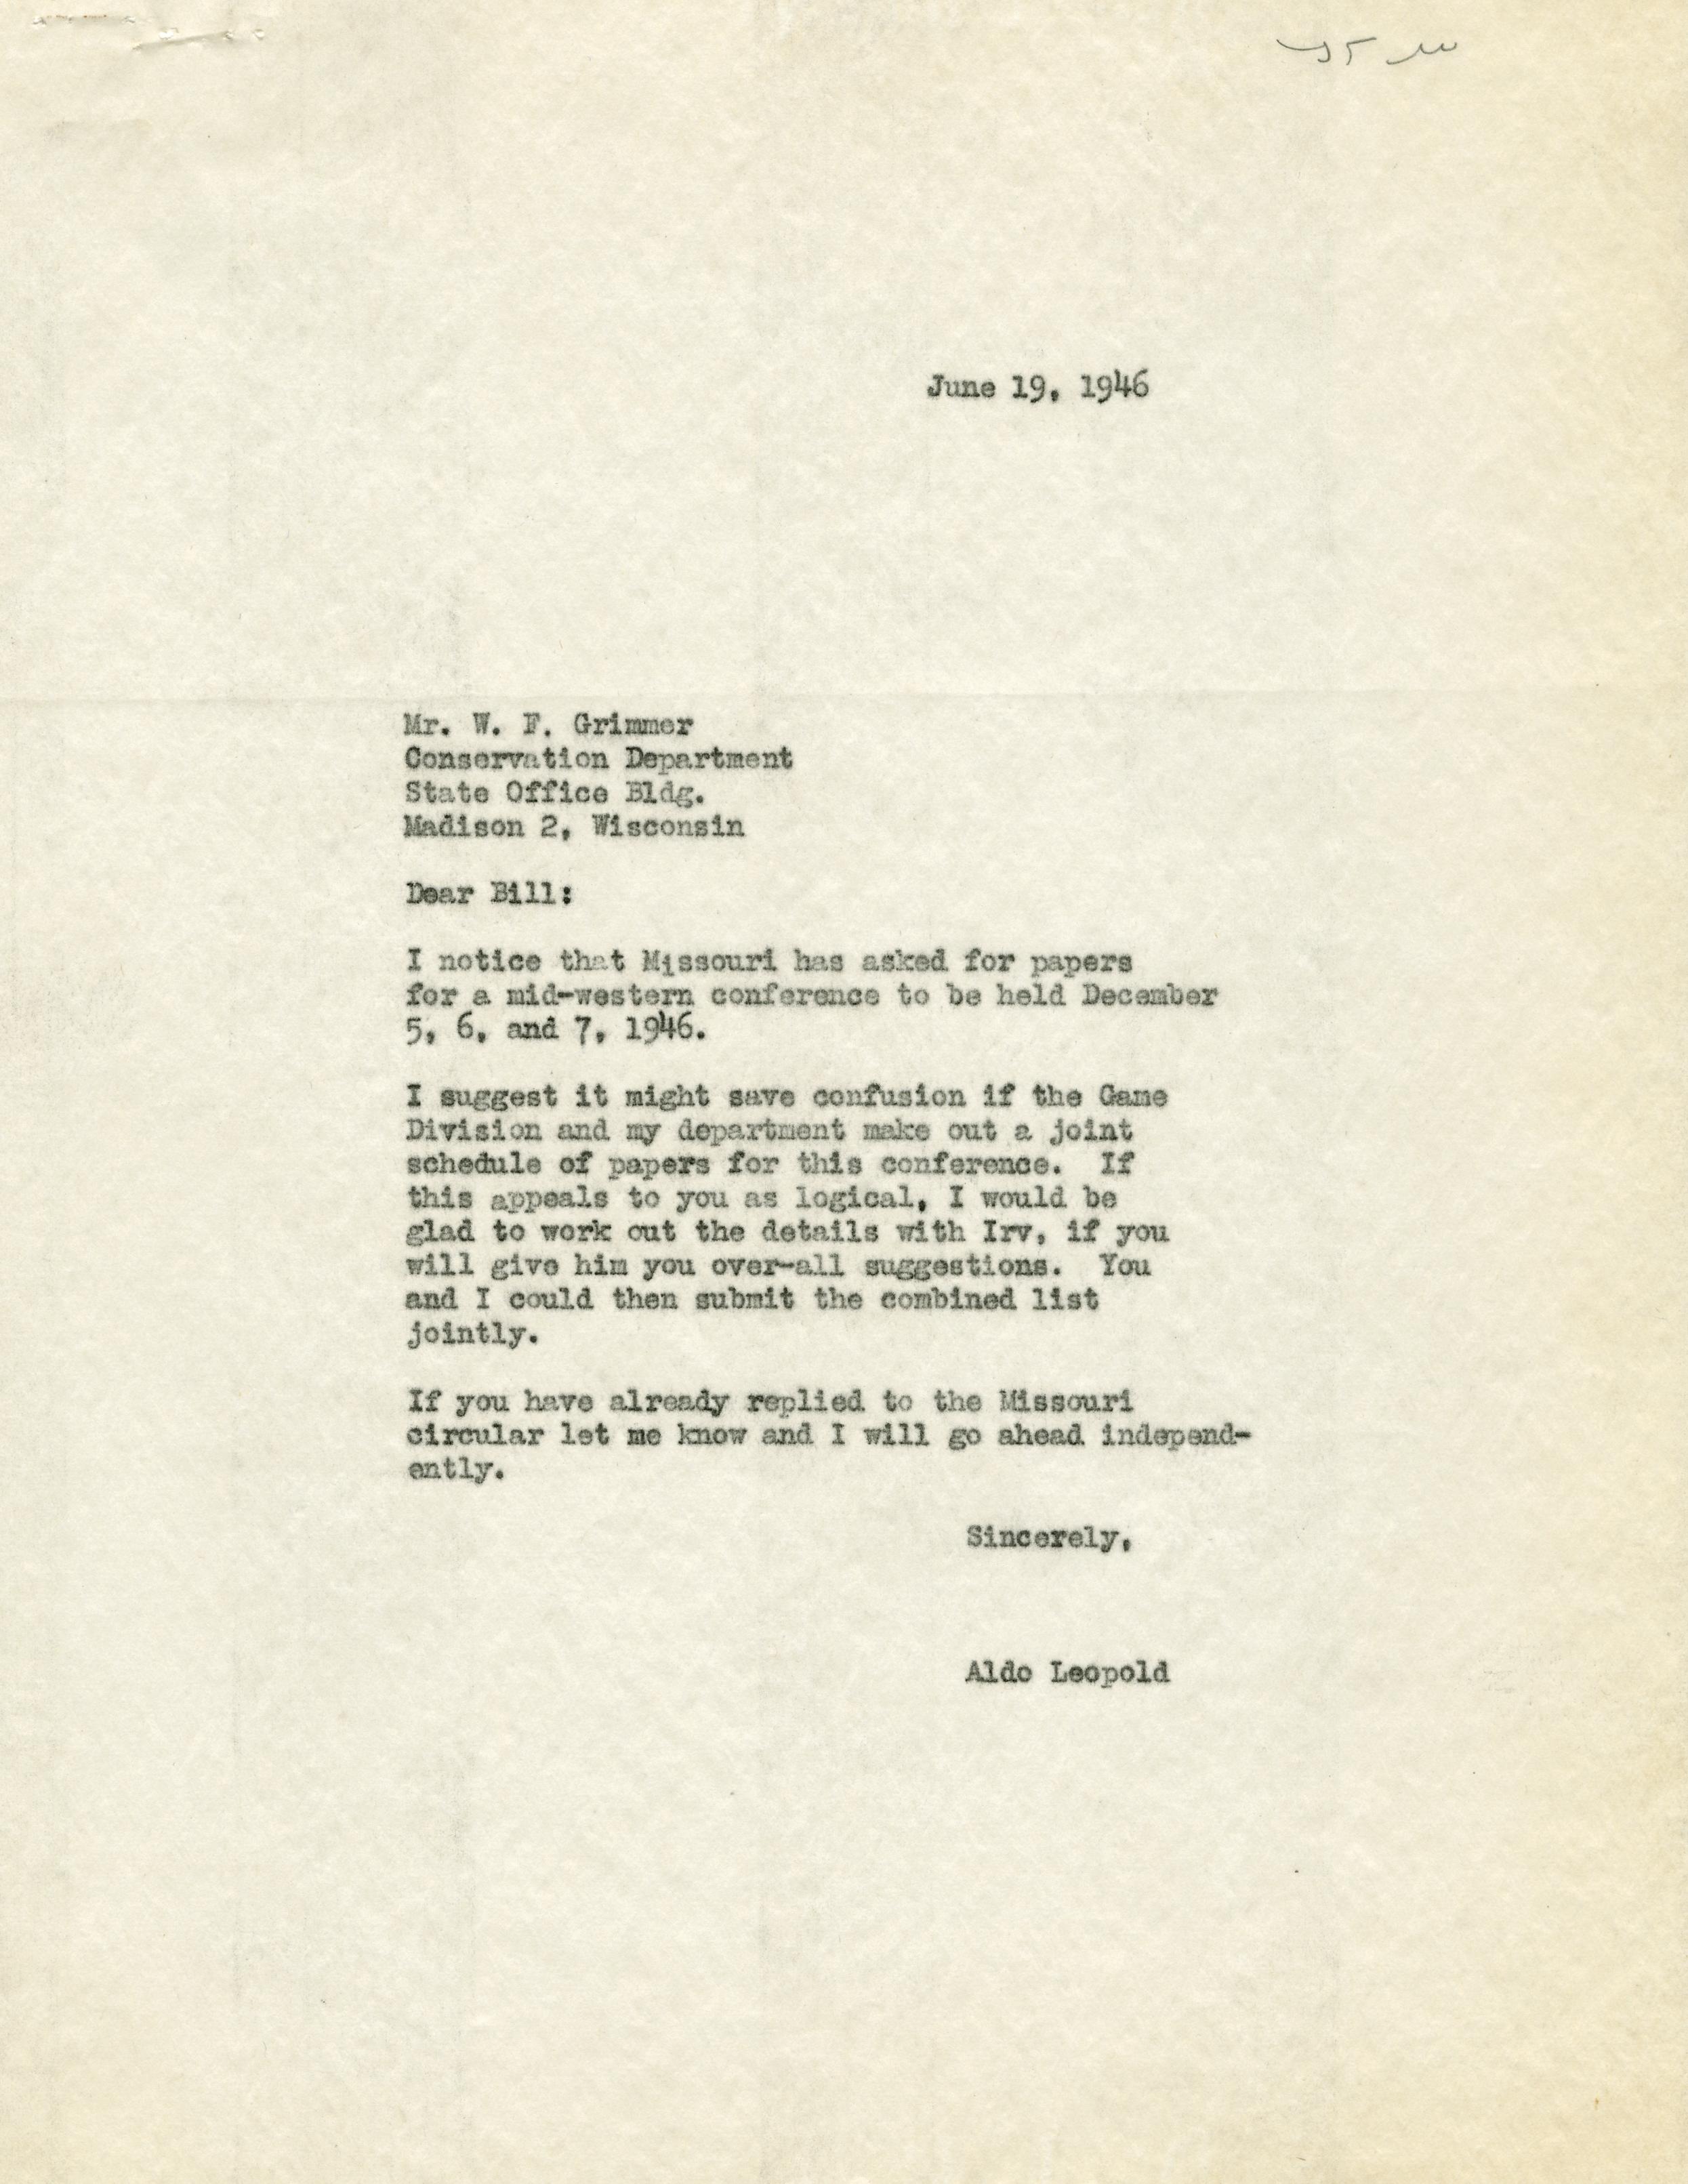 June 19, 1946
Mr. W. F. Grimmer
Conservation Department
State Office Bldg.
Madison 2, Wisconsin
Dear Bill:
I notice that Missouri has asked for papers
for a mid-western conference to be held December
5, 6, and 7, 1946.
I suggest it might save confusion if the Game
Division and my department make out a joint
schedule of papers for this conference.  If
this appeals to you as logical, I would be
glad to work out the details with Irv, if you
will give him you over-all suggestions.  You
and I could then submit the combined list
jointly.
If you have already replied to the Missouri
circular let me know and I will go ahead independ-
ently.
Sincerely,
Aldo Leopold